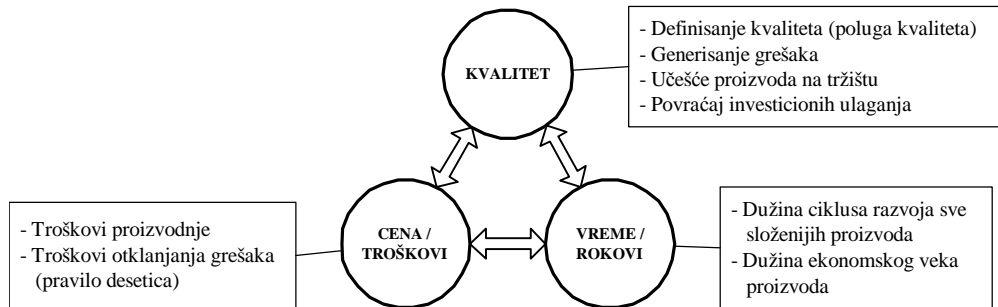 KVALITET
- Definisanje kvaliteta (poluga kvaliteta)
- Generisanje grešaka
- Učešće proizvoda na tržištu
- Povraćaj investicionih ulaganja
- Troškovi proizvodnje
- Troškovi otklanjanja grešaka
(pravilo desetica)
CENA /
TROŠKOVI
VREME /
ROKOVI
- Dužina ciklusa razvoja sve
složenijih proizvoda
- Dužina ekonomskog veka
proizvoda